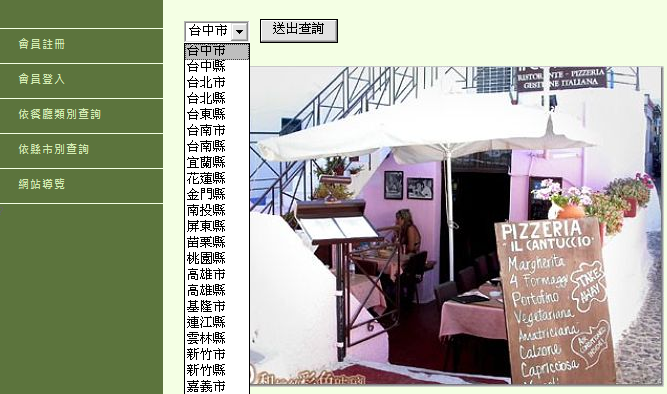 會員註冊
會員登入
依餐廳類別查詢
依縣市別查詢
網站導覽
台中市
送出查詢
台中市
台中縣
台北市
台北縣
台東縣
台南市
台南縣
宜蘭縣
花蓮縣
金門縣
南投縣
屏東縣
苗栗縣
桃園縣
高雄市
高雄縣
基隆市
連江縣
雲林縣
新竹市
新竹縣
嘉義市
RISTORANTE - PIZZERIA
GESTIONE ITALIANA
PIZZERIA
"IL CANTUCCIO"
Margherita
4 Formaggi
Portofino
Vegetariana
Amatriciana
Calzone
Capricciosa
TAKE
AWAY
AIR
CONDITIONED
INSIDE